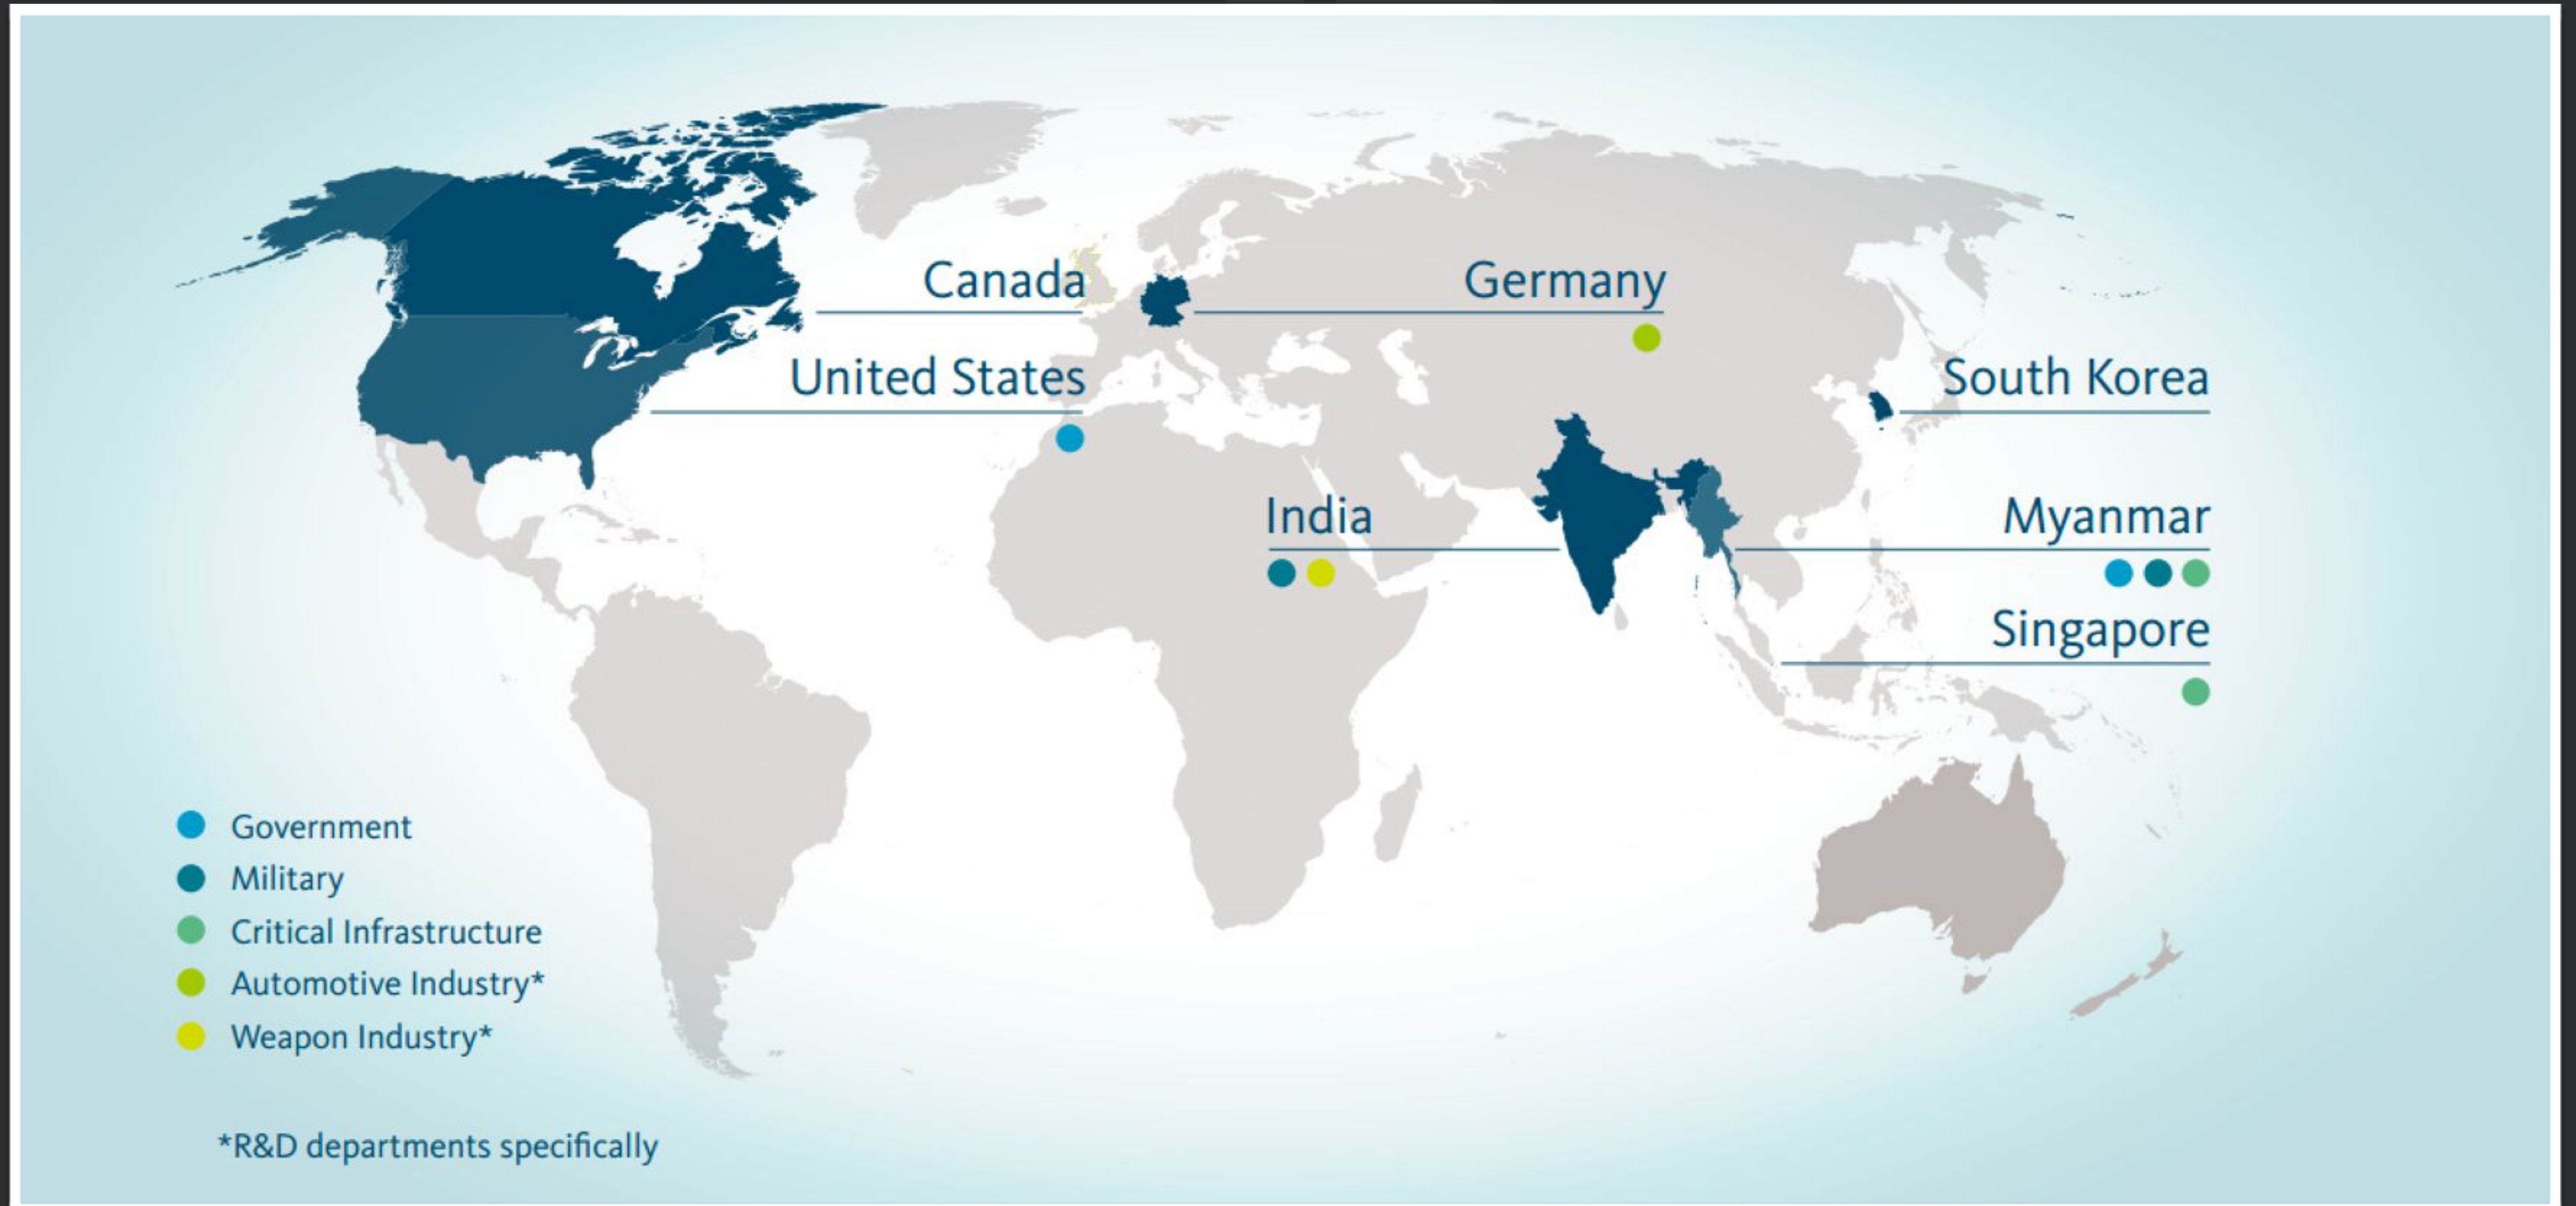 Canada
Germany
United States
South Korea
India
Myanmar
Singapore
Government
Military
Critical Infrastructure
Automotive Industry*
Weapon Industry*
*R&D departments specifically